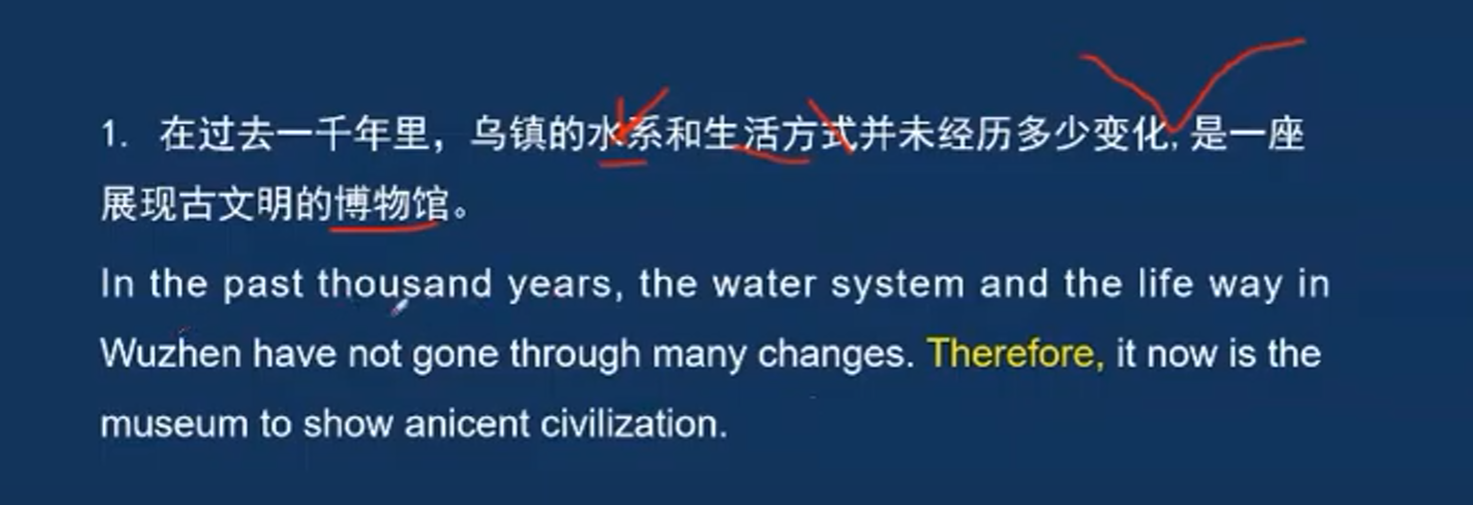 1. 在过去一千年里，乌镇的水系和生活方式并未经历多少变化, 是一座
展现古文明的博物馆。
In the past thousand years, the water system and the life way in
Wuzhen have not gone through many changes. Therefore, it now is the
museum to show anicent civilization.